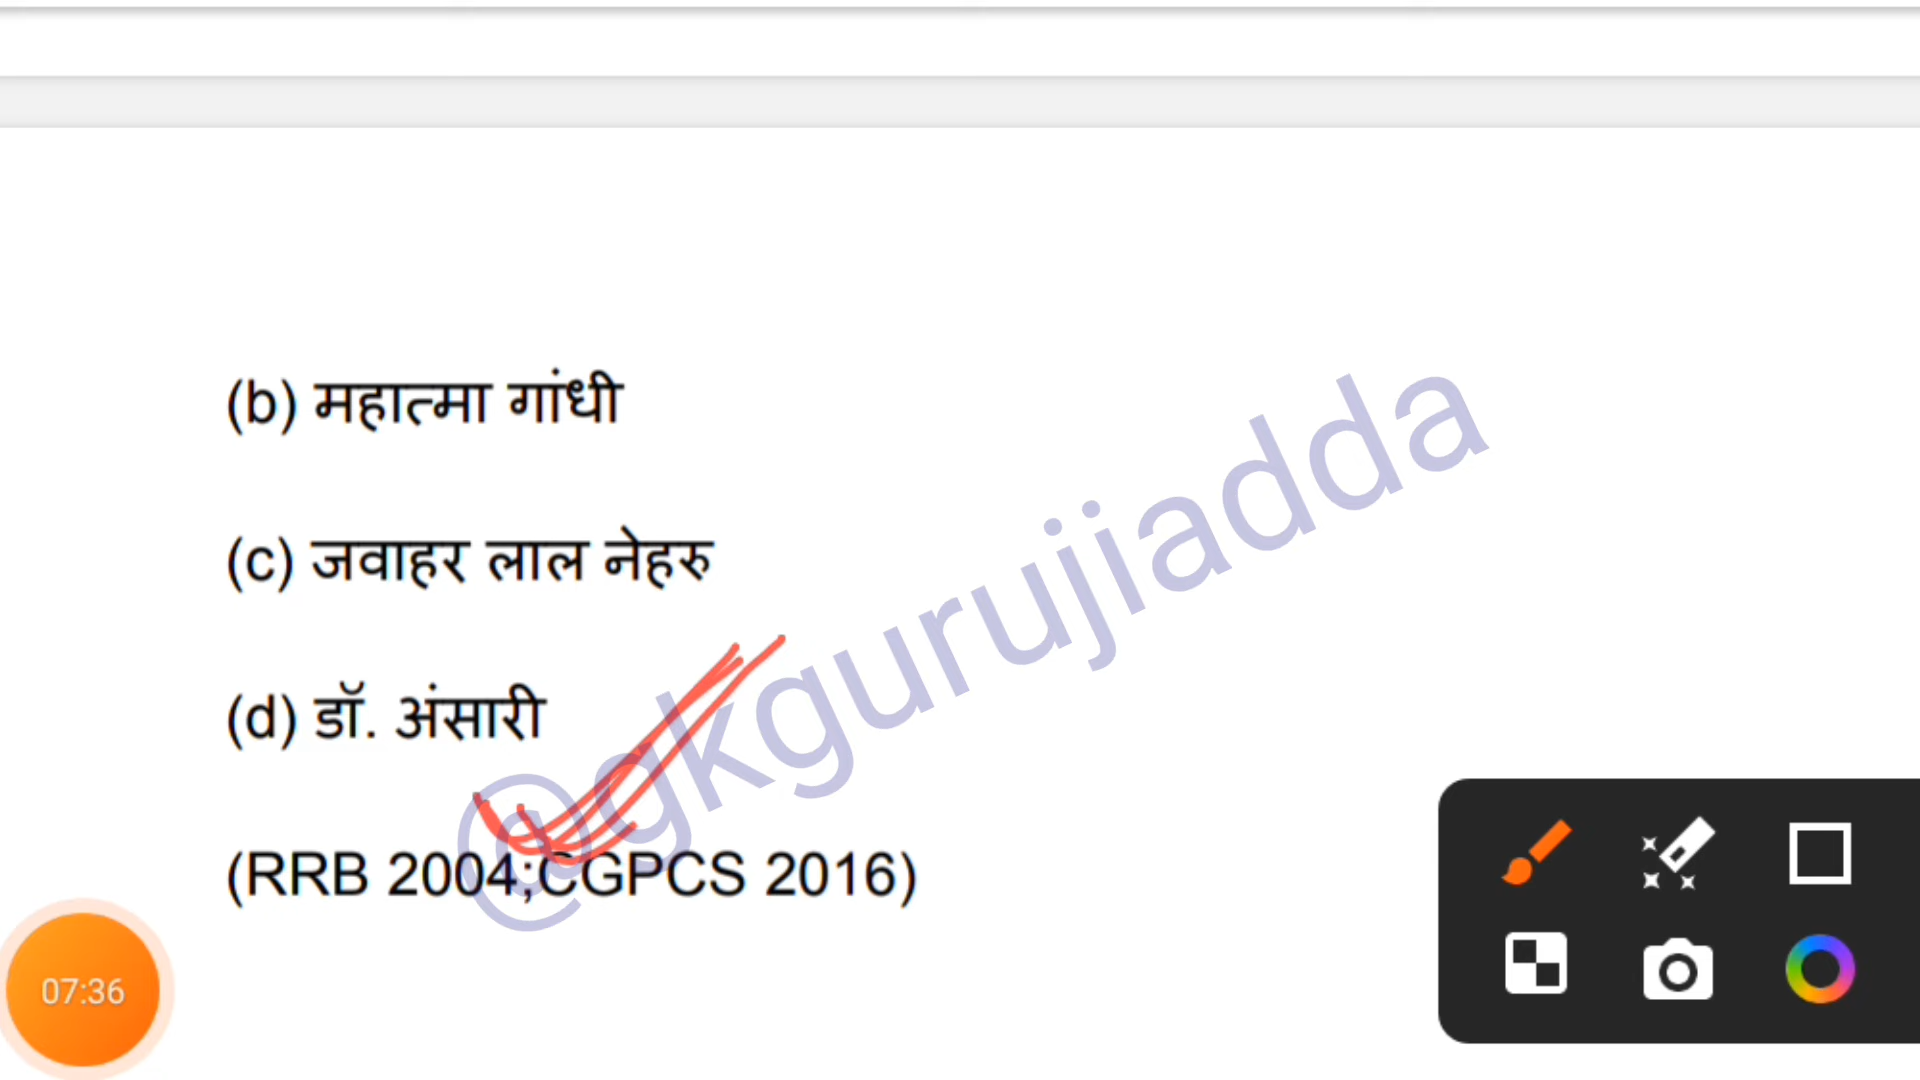 (b) महात्मा गांधी
(c) जवाहर लाल नेहरु
(d) डॉ. अंसारी
@gkgurujiadda
(RRB 2004;CGPCS 2016)
07:36